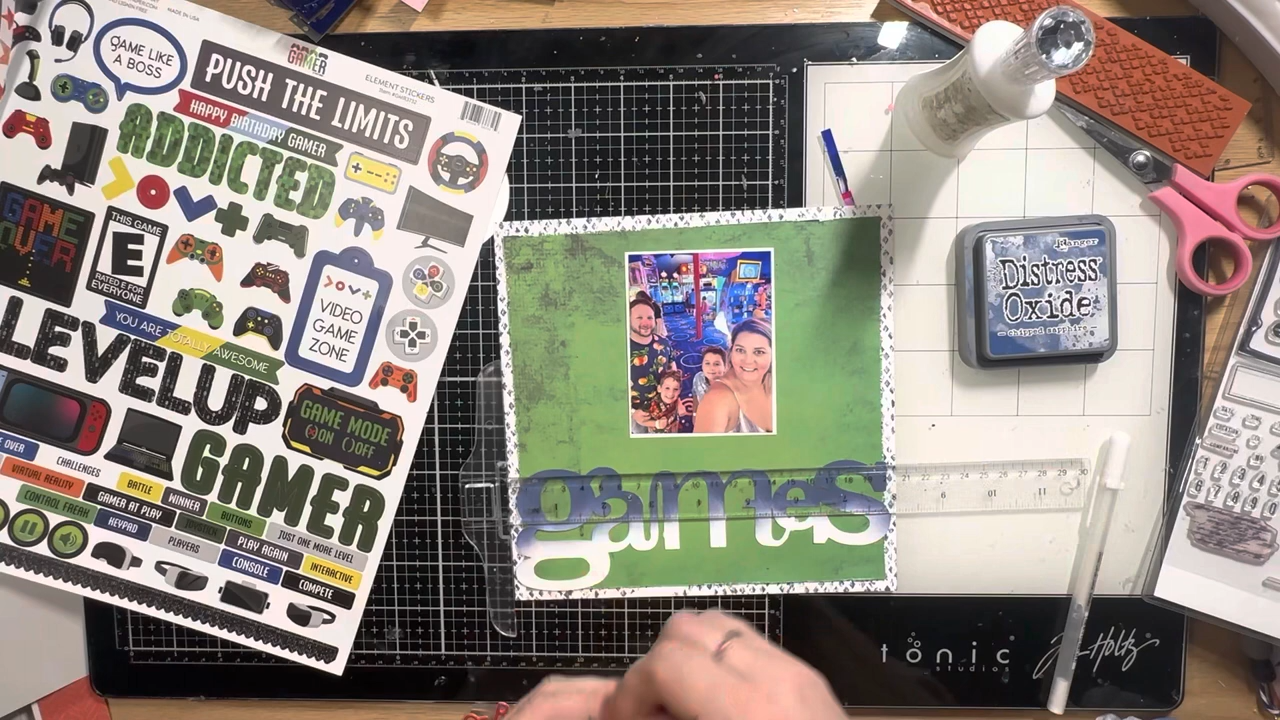 MADE IN USA
GAME LIKE
A BOSS
GAMER
ELEMENT STICKERS
PUSH THE LIMITS
HAPPY BIRTHDAY GAMER
ADDICTED
GAME
OVER
THIS GAME
E
RATED E FOR
EVERYONE
VIDEO
GAME
ZONE
YOU ARE TOTALLY AWESOME
LEVELUP
GAME MODE
ON OFF
GAMER
OVER
CHALLENGES
VIRTUAL REALITY
BATTLE
WINNER
CONTROL FREAK
GAMER AT PLAY
JOYSTICK
BUTTONS
KEYPAD
PLAYERS
PLAY AGAIN
JUST ONE MORE LEVEL
CONSOLE
INTERACTIVE
COMPETE
games
Ranger
Distress
Oxide
chipped sapphire
tonic
studios
Tim Holtz